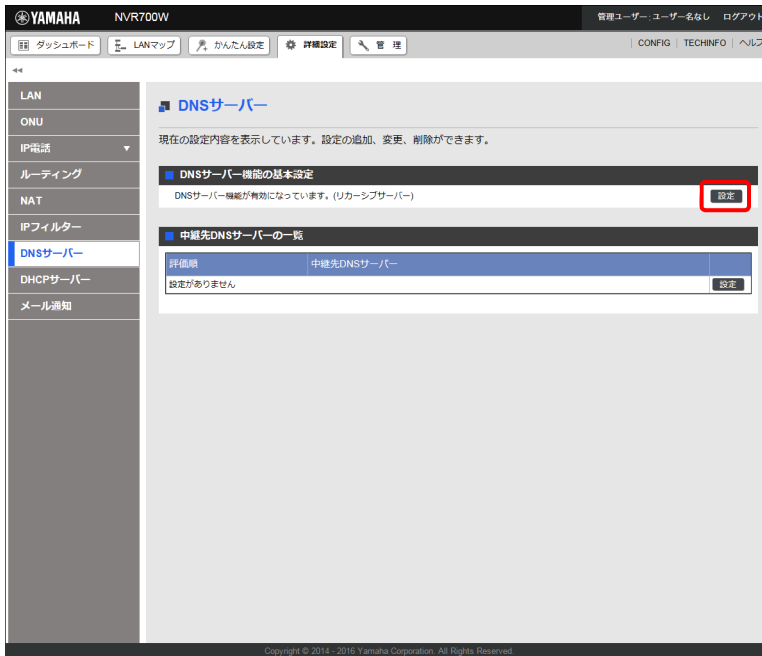 YAMAHA NVR700W 管理ユーザー:ユーザー名なし ログアウト
ダッシュボード LANマップ かんたん設定 詳細設定 管 理 CONFIG | TECHINFO | ヘルプ
LAN
ONU
IP電話
ルーティング
NAT
IPフィルター
DNSサーバー
DHCPサーバー
メール通知
DNSサーバー
現在の設定内容を表示しています。設定の追加、変更、削除ができます。
DNSサーバー機能の基本設定
DNSサーバー機能が有効になっています。(リカーシブサーバー) 設定
中継先DNSサーバーの一覧
評価順 中継先DNSサーバー
設定がありません 設定
Copyright © 2014 - 2016 Yamaha Corporation. All Rights Reserved.